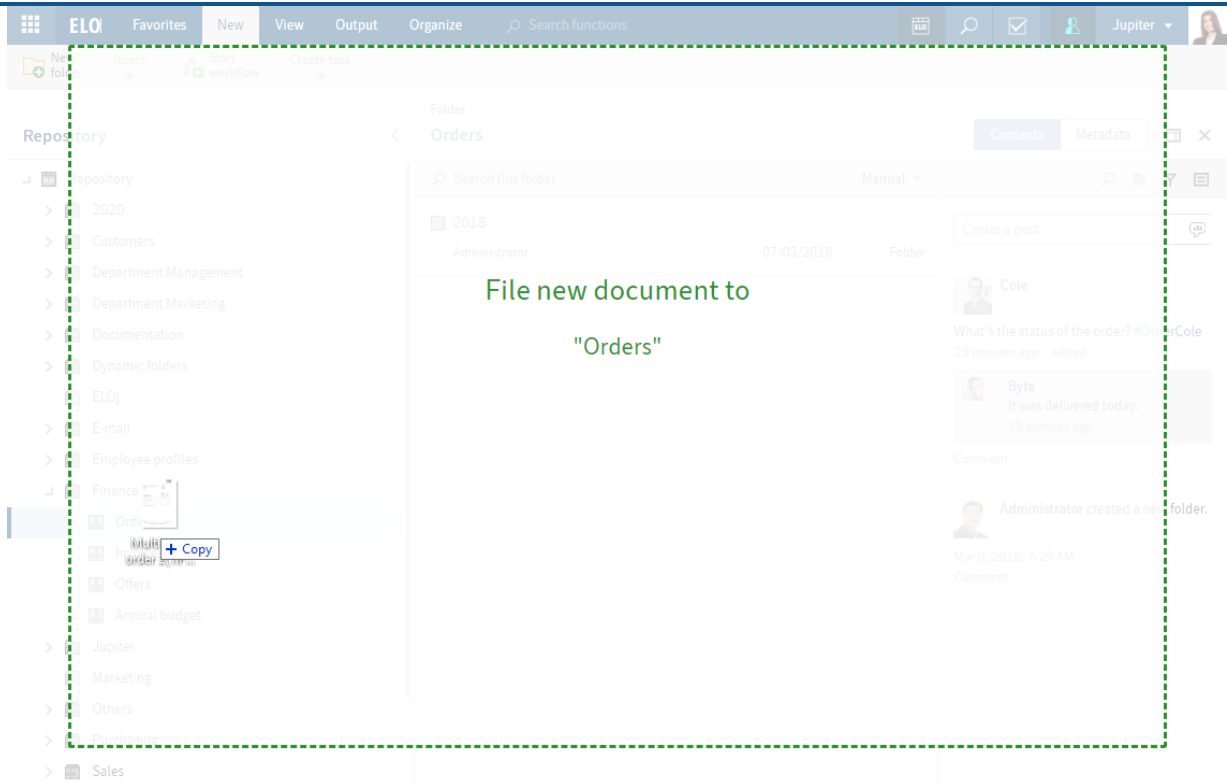 ELO
Favorites
New
View
Output
Organize
Search functions
ELO
Jupiter
New
folder
Insert
Start
workflow
Create task
Repository
Folder
Orders
Contents
Metadata
Search this folder
Manual
Repository
2020
Customers
Department Management
Department Marketing
Documentation
Dynamic folders
ELOj
E-mail
Employee profiles
Finance
Offers
Annual budget
Jupiter
Marketing
Others
Purchasing
Sales
+ Copy
2018
Administrator
07/03/2018
Folder
File new document to
"Orders"
Create a post
Cole
What's the status of the order? #OrderCole
23 minutes ago · edited
Byte
It was delivered today.
19 minutes ago
Comment
Administrator created a new folder.
Mar 9, 2016, 7:29 AM
Comment